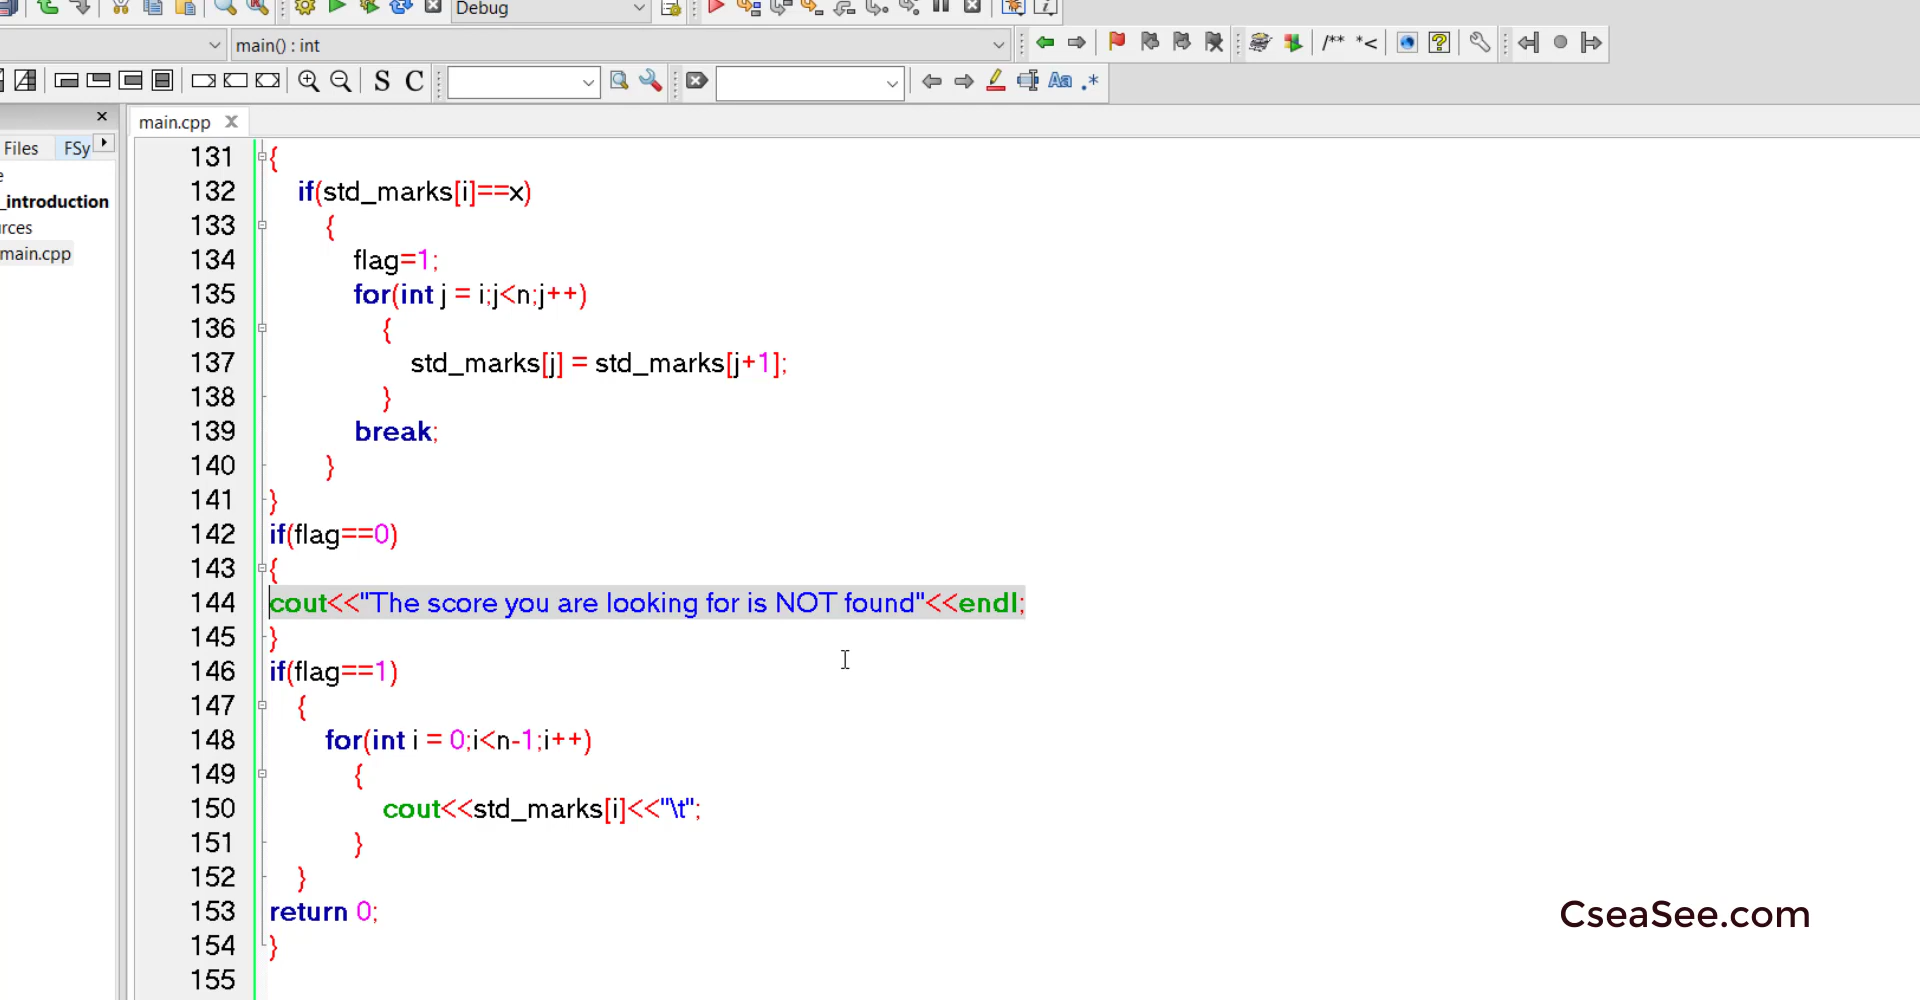 Debug
main() : int
/** *<
S C
Aa .*
main.cpp
Files FSy
e
_introduction
rces
main.cpp
131 {
132 if(std_marks[i]==x)
133 {
134 flag=1;
135 for(int j = i;j<n;j++)
136 {
137 std_marks[j] = std_marks[j+1];
138 }
139 break;
140 }
141 }
142 if(flag==0)
143 {
144 cout<<"The score you are looking for is NOT found"<<endl;
145 }
146 if(flag==1)
147 {
148 for(int i = 0;i<n-1;i++)
149 {
150 cout<<std_marks[i]<<"\t";
151 }
152 }
153 return 0;
154 }
155
CseaSee.com